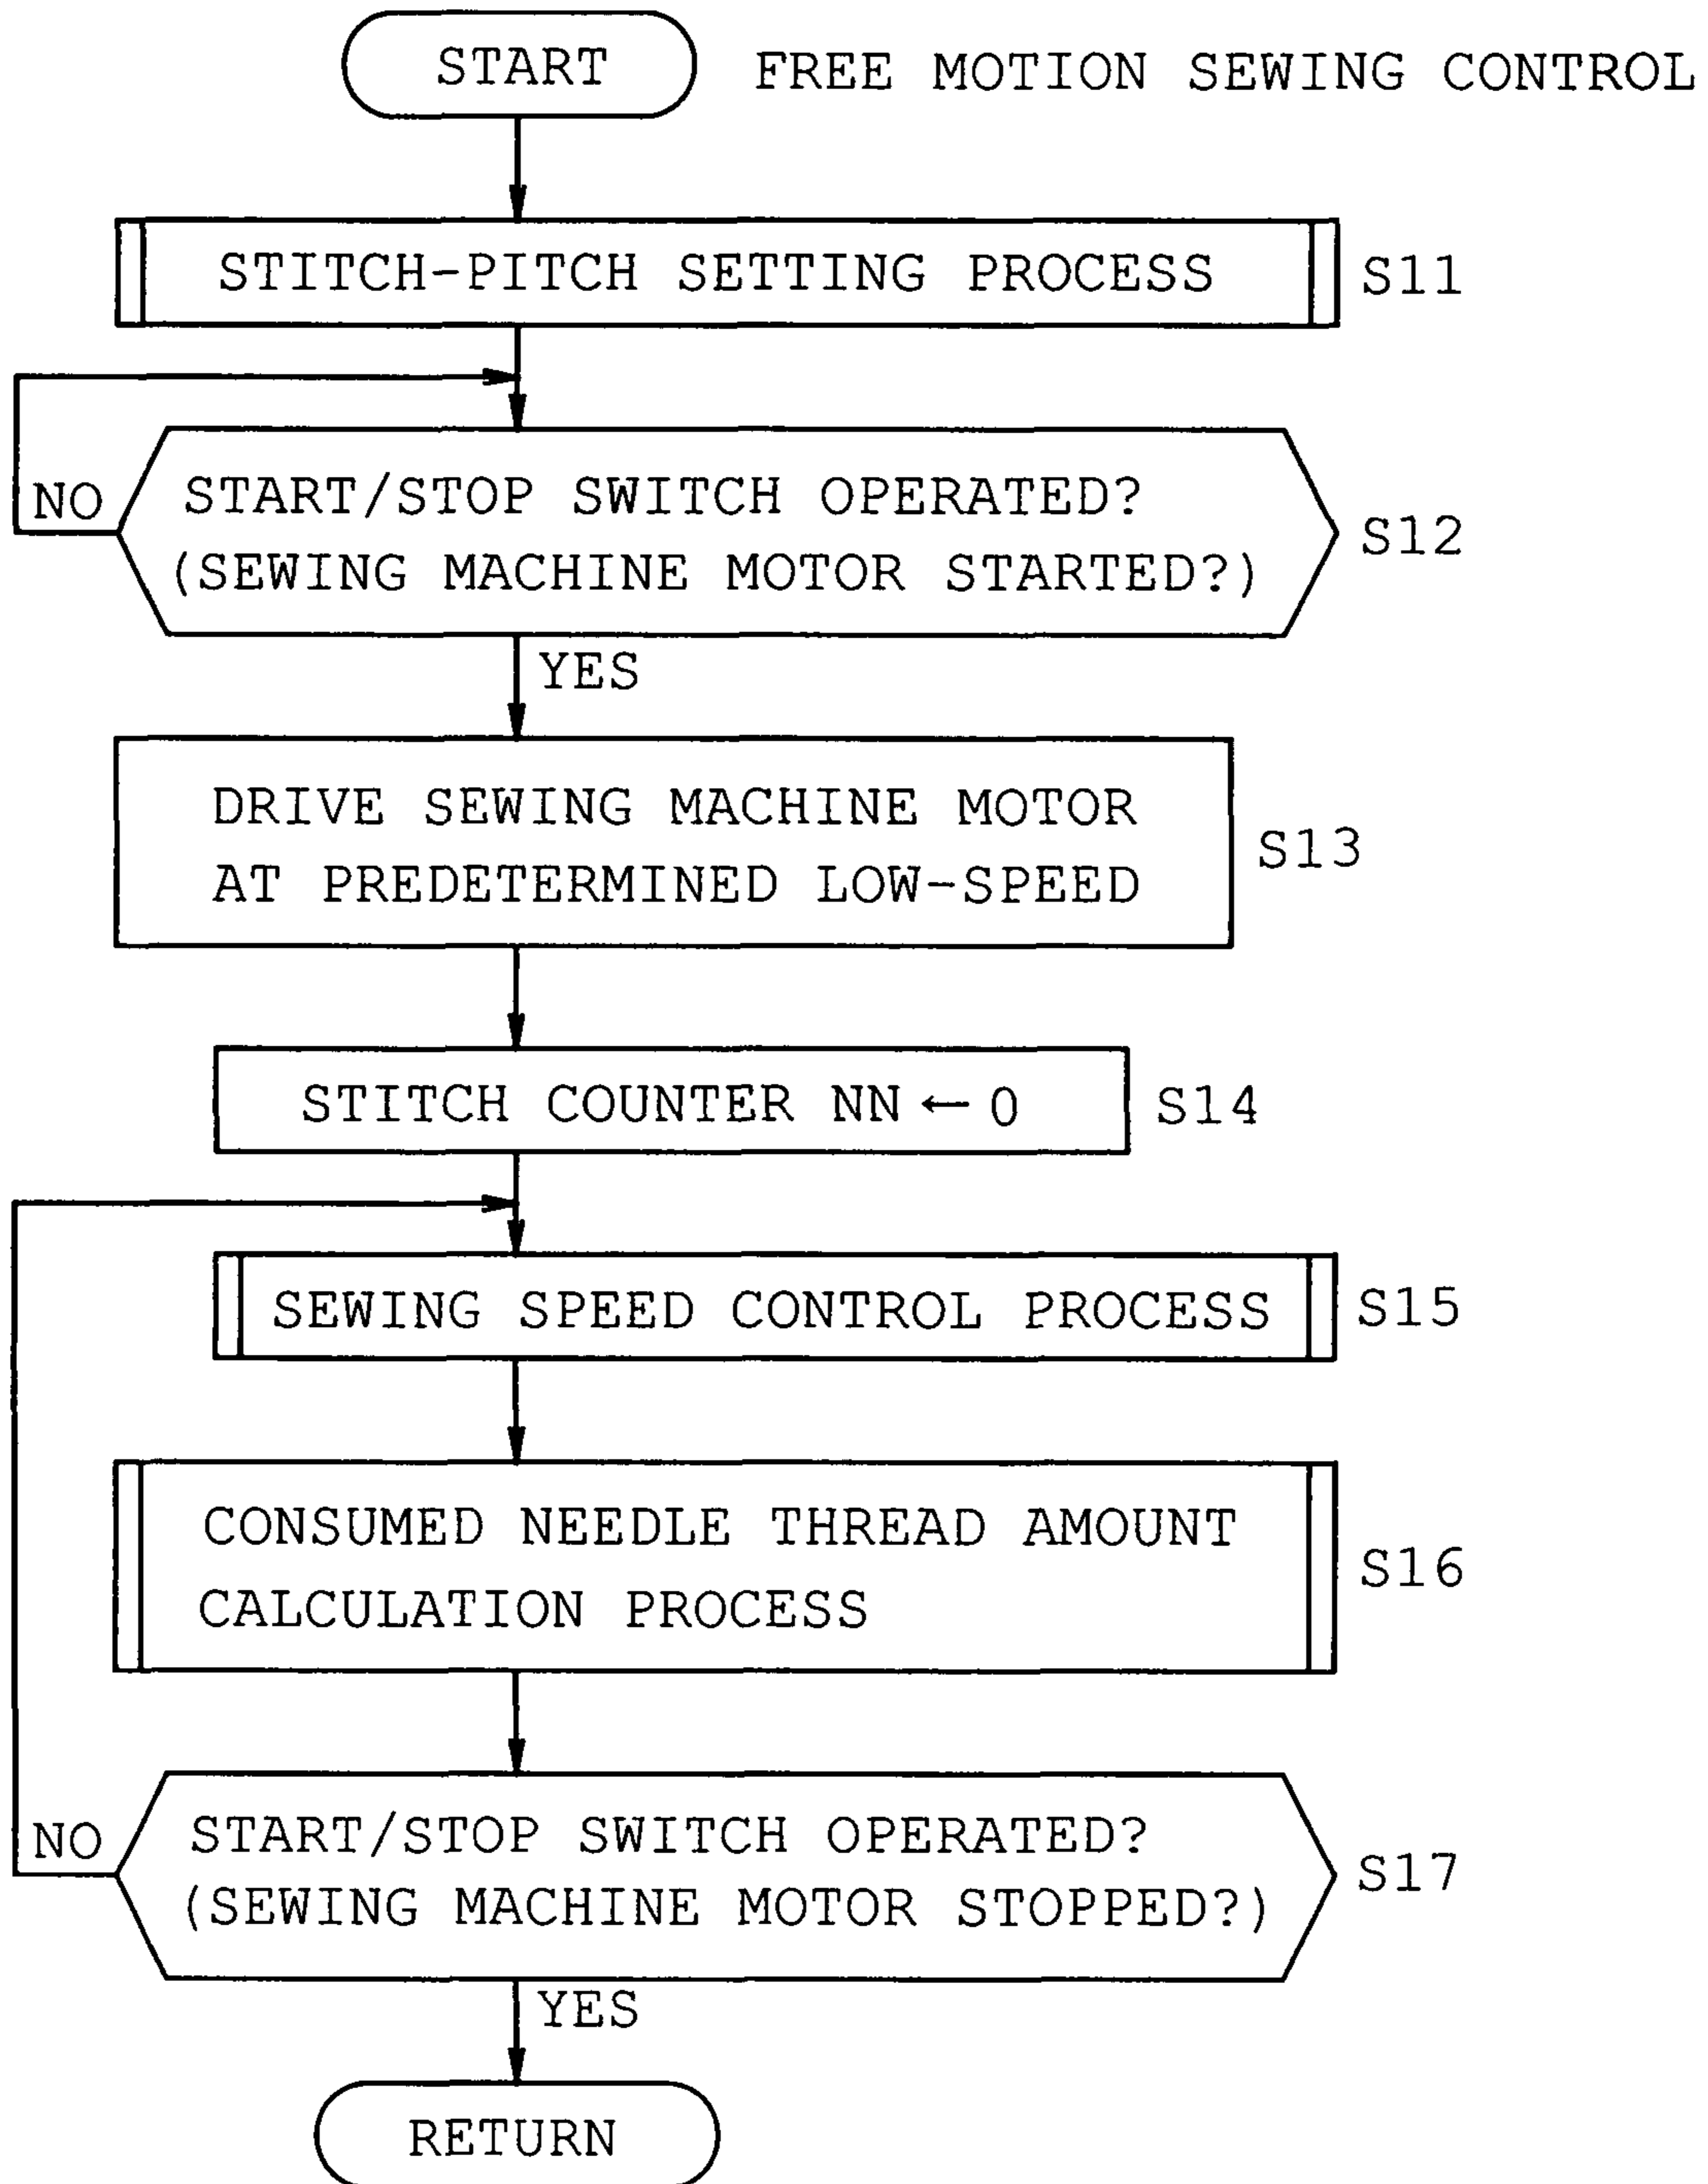 START
FREE MOTION SEWING CONTROL
STITCH-PITCH SETTING PROCESS
S11
START/STOP SWITCH OPERATED?
(SEWING MACHINE MOTOR STARTED?)
S12
NO
YES
DRIVE SEWING MACHINE MOTOR
AT PREDETERMINED LOW-SPEED
S13
STITCH COUNTER NN ← 0
S14
SEWING SPEED CONTROL PROCESS
S15
CONSUMED NEEDLE THREAD AMOUNT
CALCULATION PROCESS
S16
START/STOP SWITCH OPERATED?
(SEWING MACHINE MOTOR STOPPED?)
S17
NO
YES
RETURN